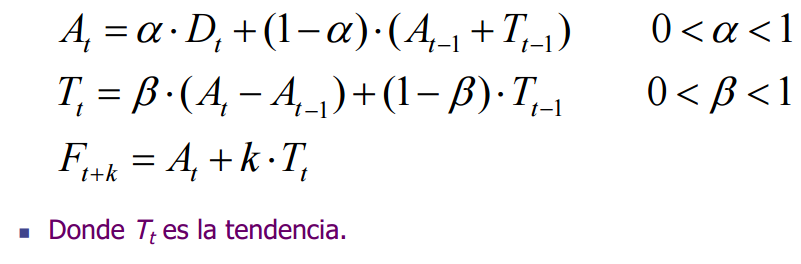 A_t = α · D_t + (1 − α) · (A_{t−1} + T_{t−1}) 0 < α < 1
T_t = β · (A_t − A_{t−1}) + (1 − β) · T_{t−1} 0 < β < 1
F_{t+k} = A_t + k · T_t
▪ Donde T_t es la tendencia.